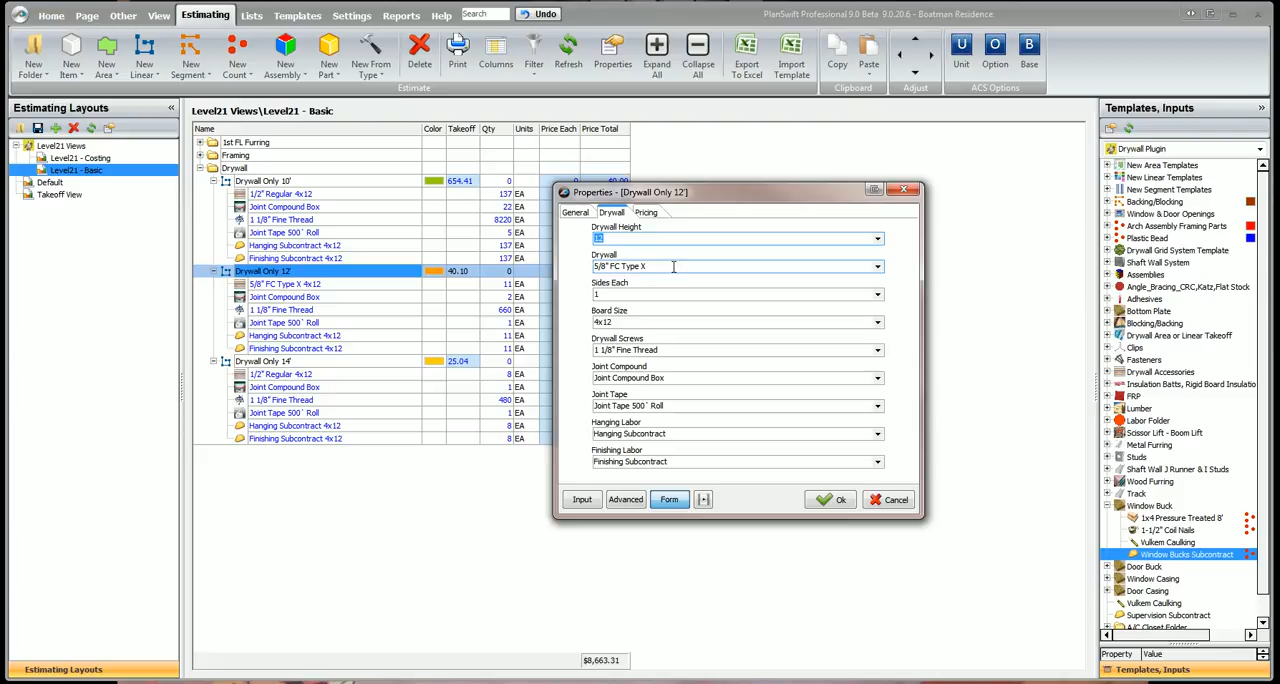 Home Page Other View Estimating Lists Templates Settings Reports Help Search Undo PlanSwift Professional 9.0 Beta 9.0.20.6 - Boatman Residence.
New Folder New Item New Area New Linear New Segment New Count New Assembly New Part New From Type Delete Print Columns Filter Refresh Properties Expand All Collapse All Export To Excel Import Template Copy Paste U Unit O Option B Base
Estimate Clipboard Adjust ACS Options
Estimating Layouts «
Level21 Views
Level21 - Costing
Level21 - Basic
Default
Takeoff View
Estimating Layouts
Level21 Views\Level21 - Basic
Name Color Takeoff Qty Units Price Each Price Total
1st FL Furring
Framing
Drywall
Drywall Only 10' 654.41 0 0 $0.00
1/2" Regular 4x12 137 EA
Joint Compound Box 22 EA
1 1/8" Fine Thread 8220 EA
Joint Tape 500` Roll 5 EA
Hanging Subcontract 4x12 137 EA
Finishing Subcontract 4x12 137 EA
Drywall Only 12' 40.10 0
5/8" FC Type X 4x12 11 EA
Joint Compound Box 2 EA
1 1/8" Fine Thread 660 EA
Joint Tape 500` Roll 1 EA
Hanging Subcontract 4x12 11 EA
Finishing Subcontract 4x12 11 EA
Drywall Only 14' 25.04 0
1/2" Regular 4x12 8 EA
Joint Compound Box 1 EA
1 1/8" Fine Thread 480 EA
Joint Tape 500` Roll 1 EA
Hanging Subcontract 4x12 8 EA
Finishing Subcontract 4x12 8 EA
$8,663.31
Properties - [Drywall Only 12']
General Drywall Pricing
Drywall Height
12
Drywall
5/8" FC Type X
Sides Each
1
Board Size
4x12
Drywall Screws
1 1/8" Fine Thread
Joint Compound
Joint Compound Box
Joint Tape
Joint Tape 500` Roll
Hanging Labor
Hanging Subcontract
Finishing Labor
Finishing Subcontract
Input Advanced Form Ok Cancel
Templates, Inputs »
Drywall Plugin
New Area Templates
New Linear Templates
New Segment Templates
Backing/Blocking
Window & Door Openings
Arch Assembly Framing Parts
Plastic Bead
Drywall Grid System Template
Shaft Wall System
Assemblies
Angle_Bracing_CRC,Katz,Flat Stock
Adhesives
Bottom Plate
Blocking/Backing
Drywall Area or Linear Takeoff
Clips
Fasteners
Drywall Accessories
Insulation Batts, Rigid Board Insulatio
FRP
Lumber
Labor Folder
Scissor Lift - Boom Lift
Metal Furring
Studs
Shaft Wall J Runner & I Studs
Wood Furring
Track
Window Buck
1x4 Pressure Treated 8'
1-1/2" Coil Nails
Vulkem Caulking
Window Bucks Subcontract
Door Buck
Window Casing
Door Casing
Vulkem Caulking
Supervision Subcontract
A/C Closet Folder
Property Value
Templates, Inputs